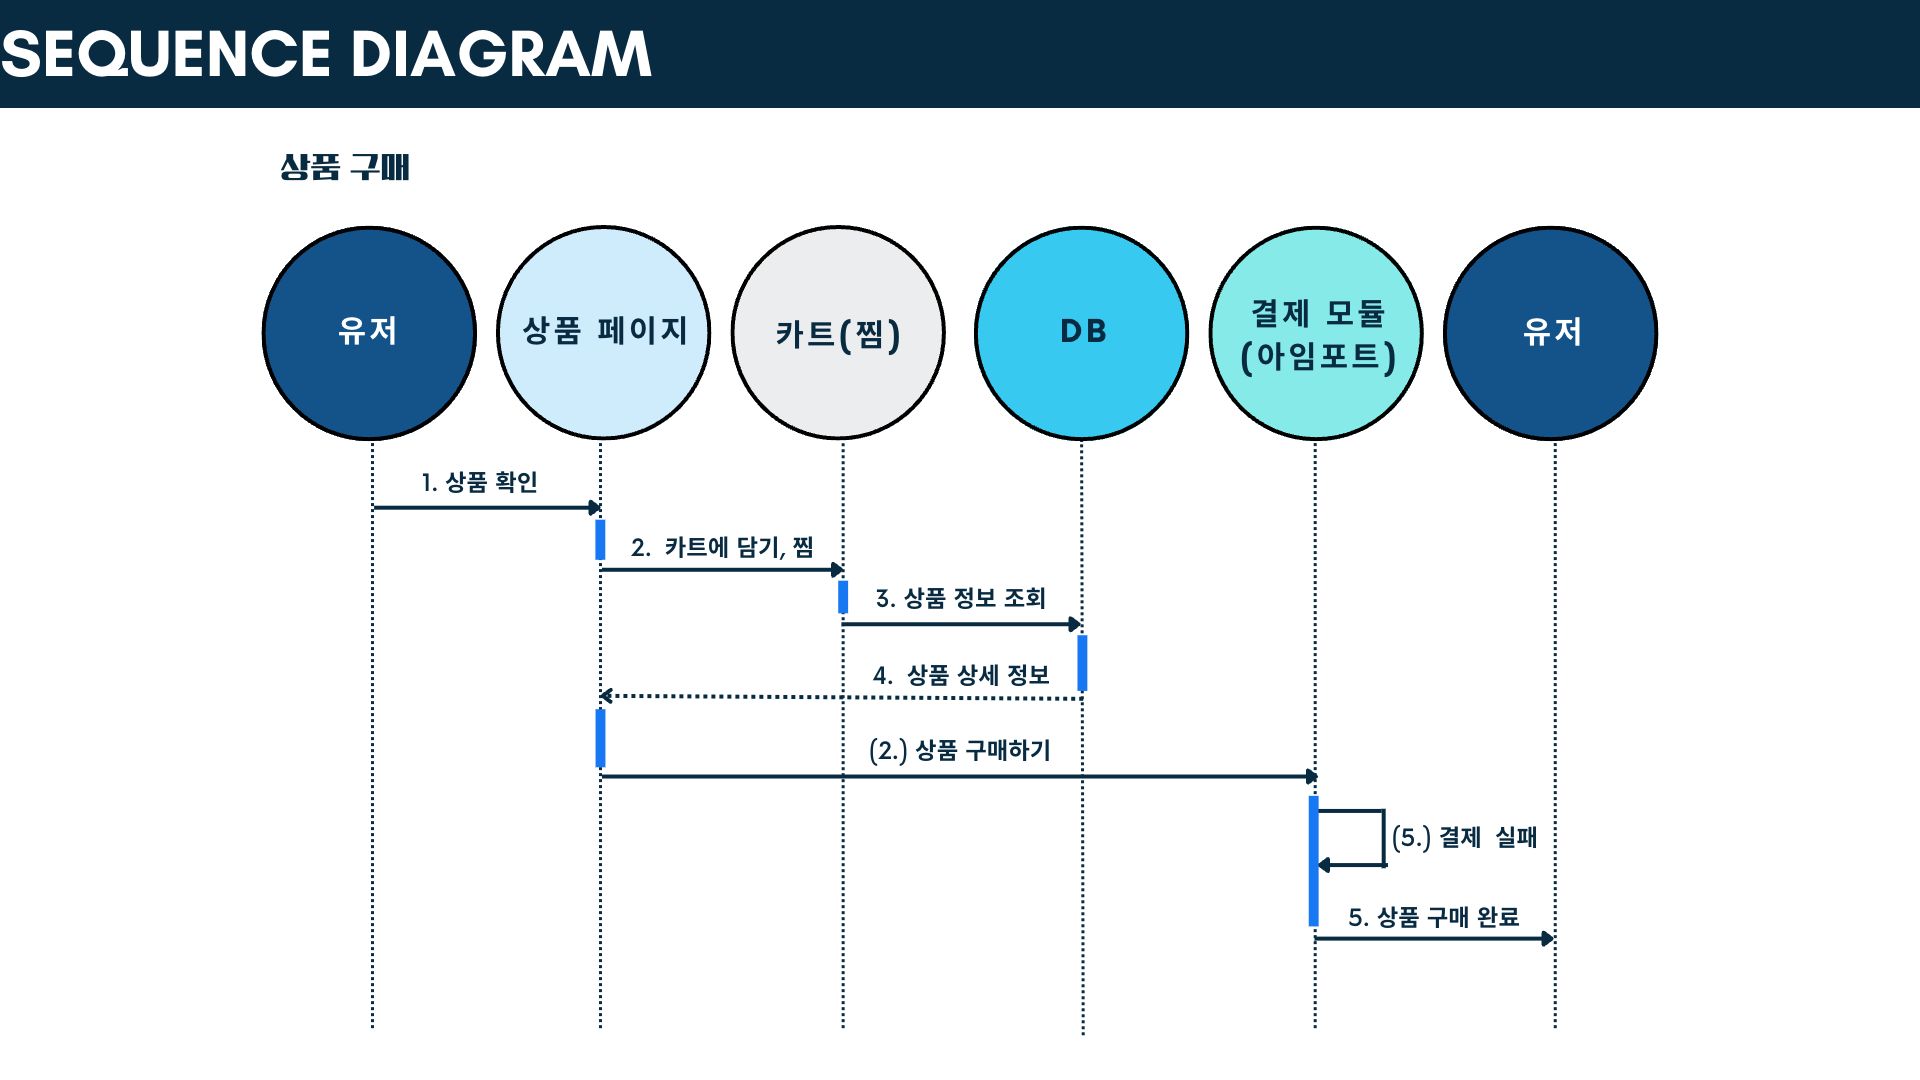 SEQUENCE DIAGRAM
상품 구매
유저
상품 페이지
카트(찜)
DB
결제 모듈
(아임포트)
유저
1. 상품 확인
2. 카트에 담기, 찜
3. 상품 정보 조회
4. 상품 상세 정보
(2.) 상품 구매하기
(5.) 결제 실패
5. 상품 구매 완료